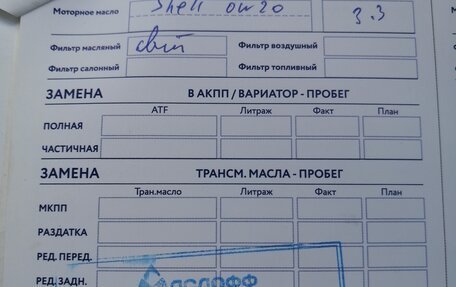 Моторное масло Shell 0w20 3.3
Фильтр масляный свій Фильтр воздушный
Фильтр салонный Фильтр топливный
ЗАМЕНА В АКПП / ВАРИАТОР - ПРОБЕГ
ATF Литраж Факт План
ПОЛНАЯ
ЧАСТИЧНАЯ
ЗАМЕНА ТРАНСМ. МАСЛА - ПРОБЕГ
Тран.масло Литраж Факт План
МКПП
РАЗДАТКА
РЕД. ПЕРЕД.
РЕД. ЗАДН.